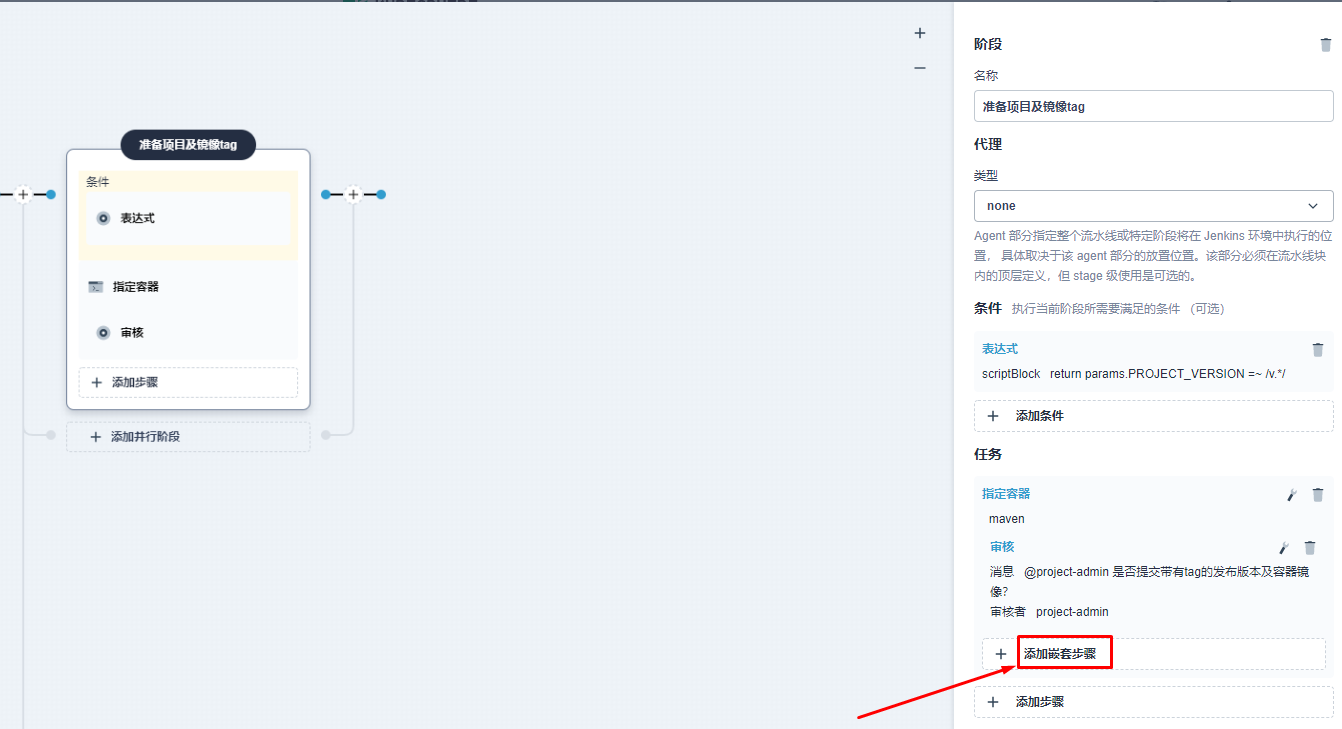 准备项目及镜像tag
条件
表达式
指定容器
审核
添加步骤
添加并行阶段
阶段
名称
准备项目及镜像tag
代理
类型
none
Agent 部分指定整个流水线或特定阶段将在 Jenkins 环境中执行的位
置， 具体取决于该 agent 部分的放置位置。该部分必须在流水线块
内的顶层定义，但 stage 级使用是可选的。
条件 执行当前阶段所需要满足的条件 （可选）
表达式
scriptBlock return params.PROJECT_VERSION =~ /v.*/
添加条件
任务
指定容器
maven
审核
消息 @project-admin 是否提交带有tag的发布版本及容器镜
像?
审核者 project-admin
添加嵌套步骤
添加步骤